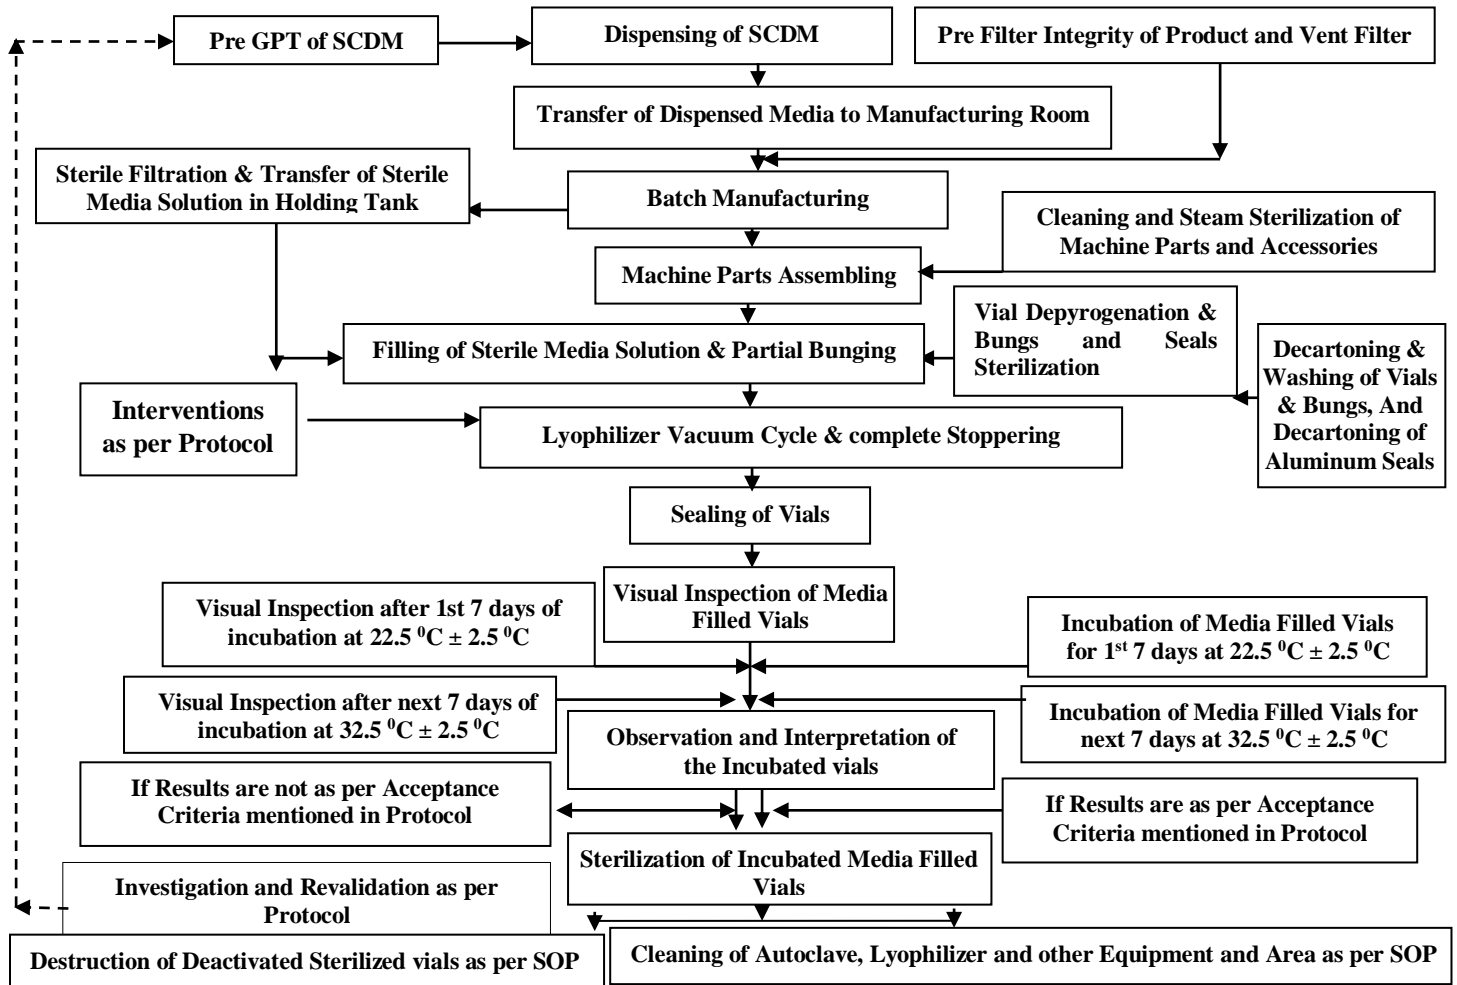 Pre GPT of SCDM
Dispensing of SCDM
Pre Filter Integrity of Product and Vent Filter
Transfer of Dispensed Media to Manufacturing Room
Sterile Filtration & Transfer of Sterile
Media Solution in Holding Tank
Batch Manufacturing
Cleaning and Steam Sterilization of
Machine Parts and Accessories
Machine Parts Assembling
Vial Depyrogenation &
Bungs and Seals
Sterilization
Filling of Sterile Media Solution & Partial Bunging
Decartoning &
Washing of Vials
& Bungs, And
Decartoning of
Aluminum Seals
Interventions
as per Protocol
Lyophilizer Vacuum Cycle & complete Stoppering
Sealing of Vials
Visual Inspection of Media
Filled Vials
Visual Inspection after 1st 7 days of
incubation at 22.5 ⁰C ± 2.5 ⁰C
Incubation of Media Filled Vials
for 1ˢᵗ 7 days at 22.5 ⁰C ± 2.5 ⁰C
Visual Inspection after next 7 days of
incubation at 32.5 ⁰C ± 2.5 ⁰C
Incubation of Media Filled Vials for
next 7 days at 32.5 ⁰C ± 2.5 ⁰C
Observation and Interpretation of
the Incubated vials
If Results are not as per Acceptance
Criteria mentioned in Protocol
If Results are as per Acceptance
Criteria mentioned in Protocol
Sterilization of Incubated Media Filled
Vials
Investigation and Revalidation as per
Protocol
Destruction of Deactivated Sterilized vials as per SOP
Cleaning of Autoclave, Lyophilizer and other Equipment and Area as per SOP